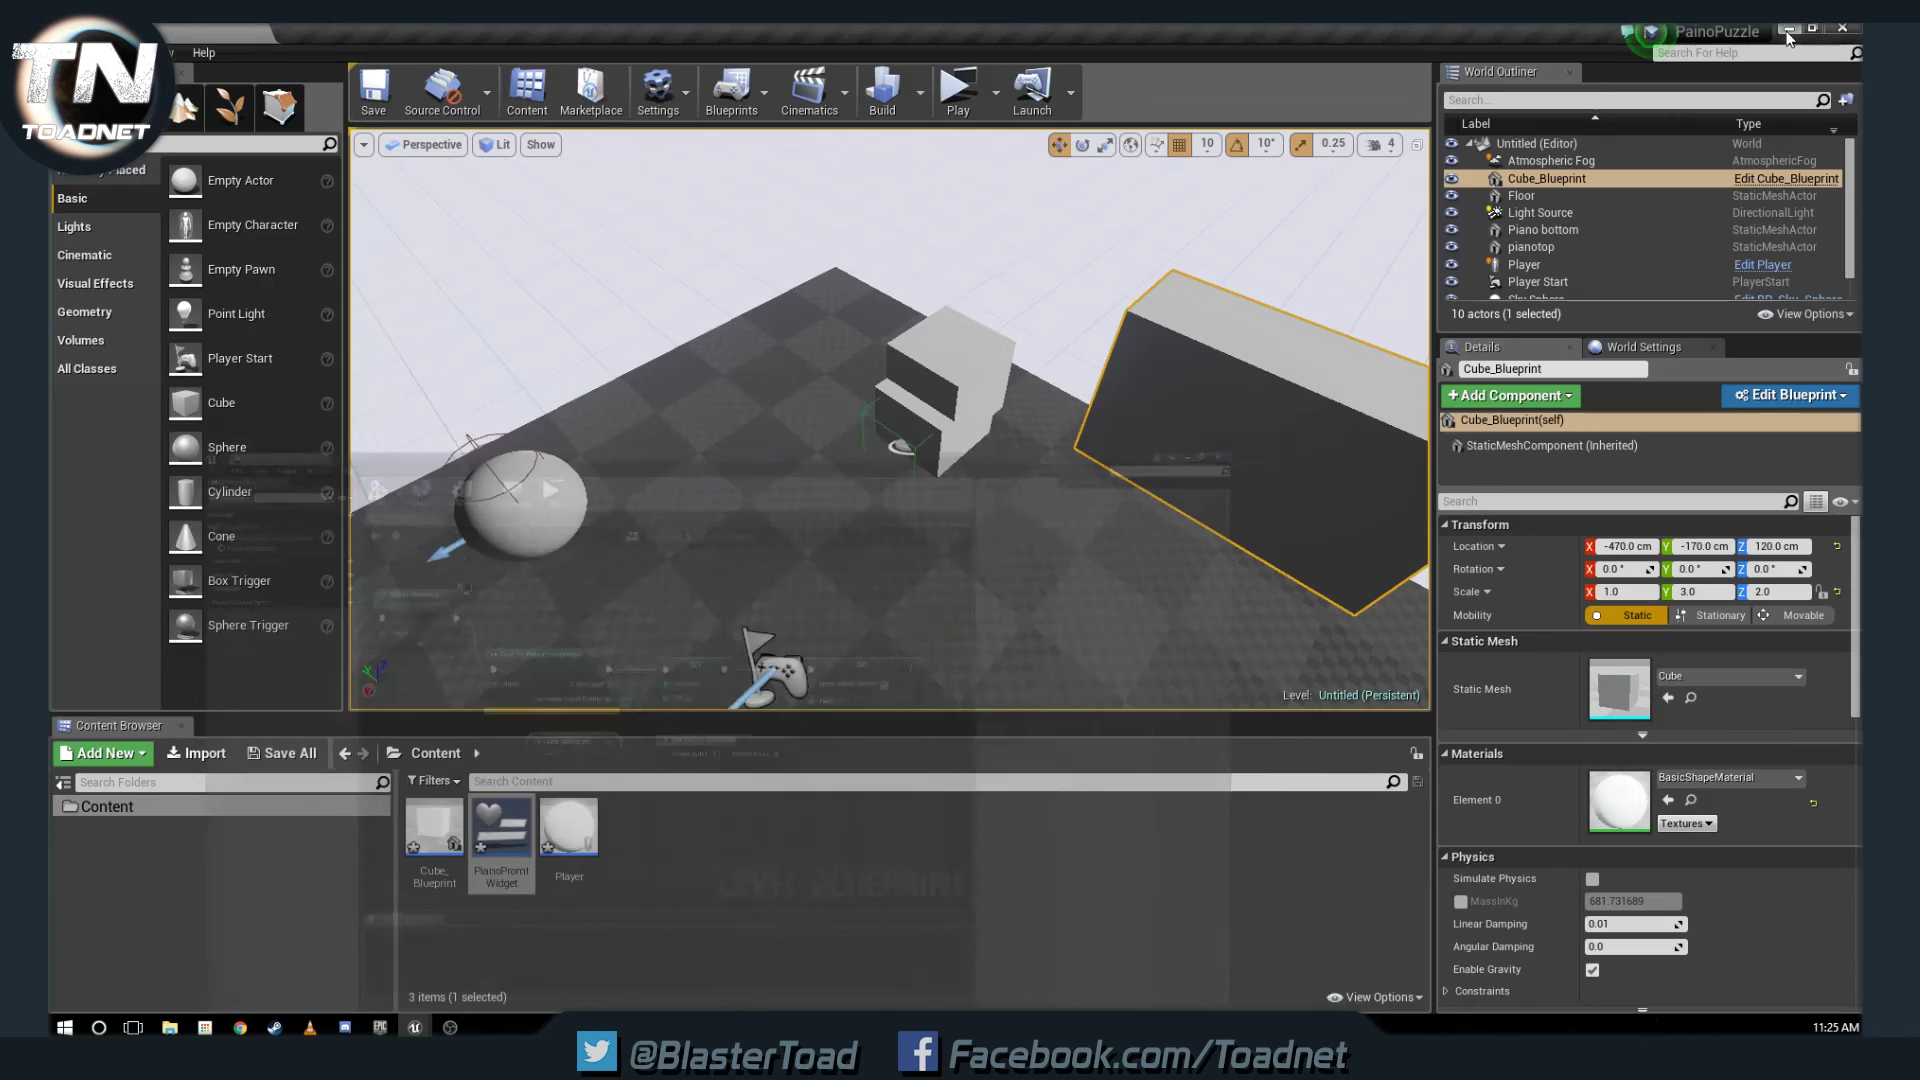 TN
TOADNET
Help
PainoPuzzle
Search For Help
Save
Source Control
Content
Marketplace
Settings
Blueprints
Cinematics
Build
Play
Launch
Placed
Basic
Lights
Cinematic
Visual Effects
Geometry
Volumes
All Classes
Empty Actor
Empty Character
Empty Pawn
Point Light
Player Start
Cube
Sphere
Cylinder
Cone
Box Trigger
Sphere Trigger
Perspective
Lit
Show
10
10°
0.25
4
Level: Untitled (Persistent)
World Outliner
Search...
Label Type
Untitled (Editor) World
Atmospheric Fog AtmosphericFog
Cube_Blueprint Edit Cube_Blueprint
Floor StaticMeshActor
Light Source DirectionalLight
Piano bottom StaticMeshActor
pianotop StaticMeshActor
Player Edit Player
Player Start PlayerStart
Sky Sphere Edit BP_Sky_Sphere
10 actors (1 selected) View Options
Details World Settings
Cube_Blueprint
+Add Component Edit Blueprint
Cube_Blueprint(self)
StaticMeshComponent (Inherited)
Search
Transform
Location X -470.0 cm Y -170.0 cm Z 120.0 cm
Rotation X 0.0 ° Y 0.0 ° Z 0.0 °
Scale X 1.0 Y 3.0 Z 2.0
Mobility Static Stationary Movable
Static Mesh
Static Mesh Cube
Materials
Element 0 BasicShapeMaterial
Textures
Physics
Simulate Physics
MassInKg 681.731689
Linear Damping 0.01
Angular Damping 0.0
Enable Gravity
Constraints
Content Browser
Add New Import Save All Content
Search Folders
Content
Filters Search Content
Cube_
Blueprint
PianoPromt
Widget
Player
3 items (1 selected) View Options
11:25 AM
@BlasterToad Facebook.com/Toadnet